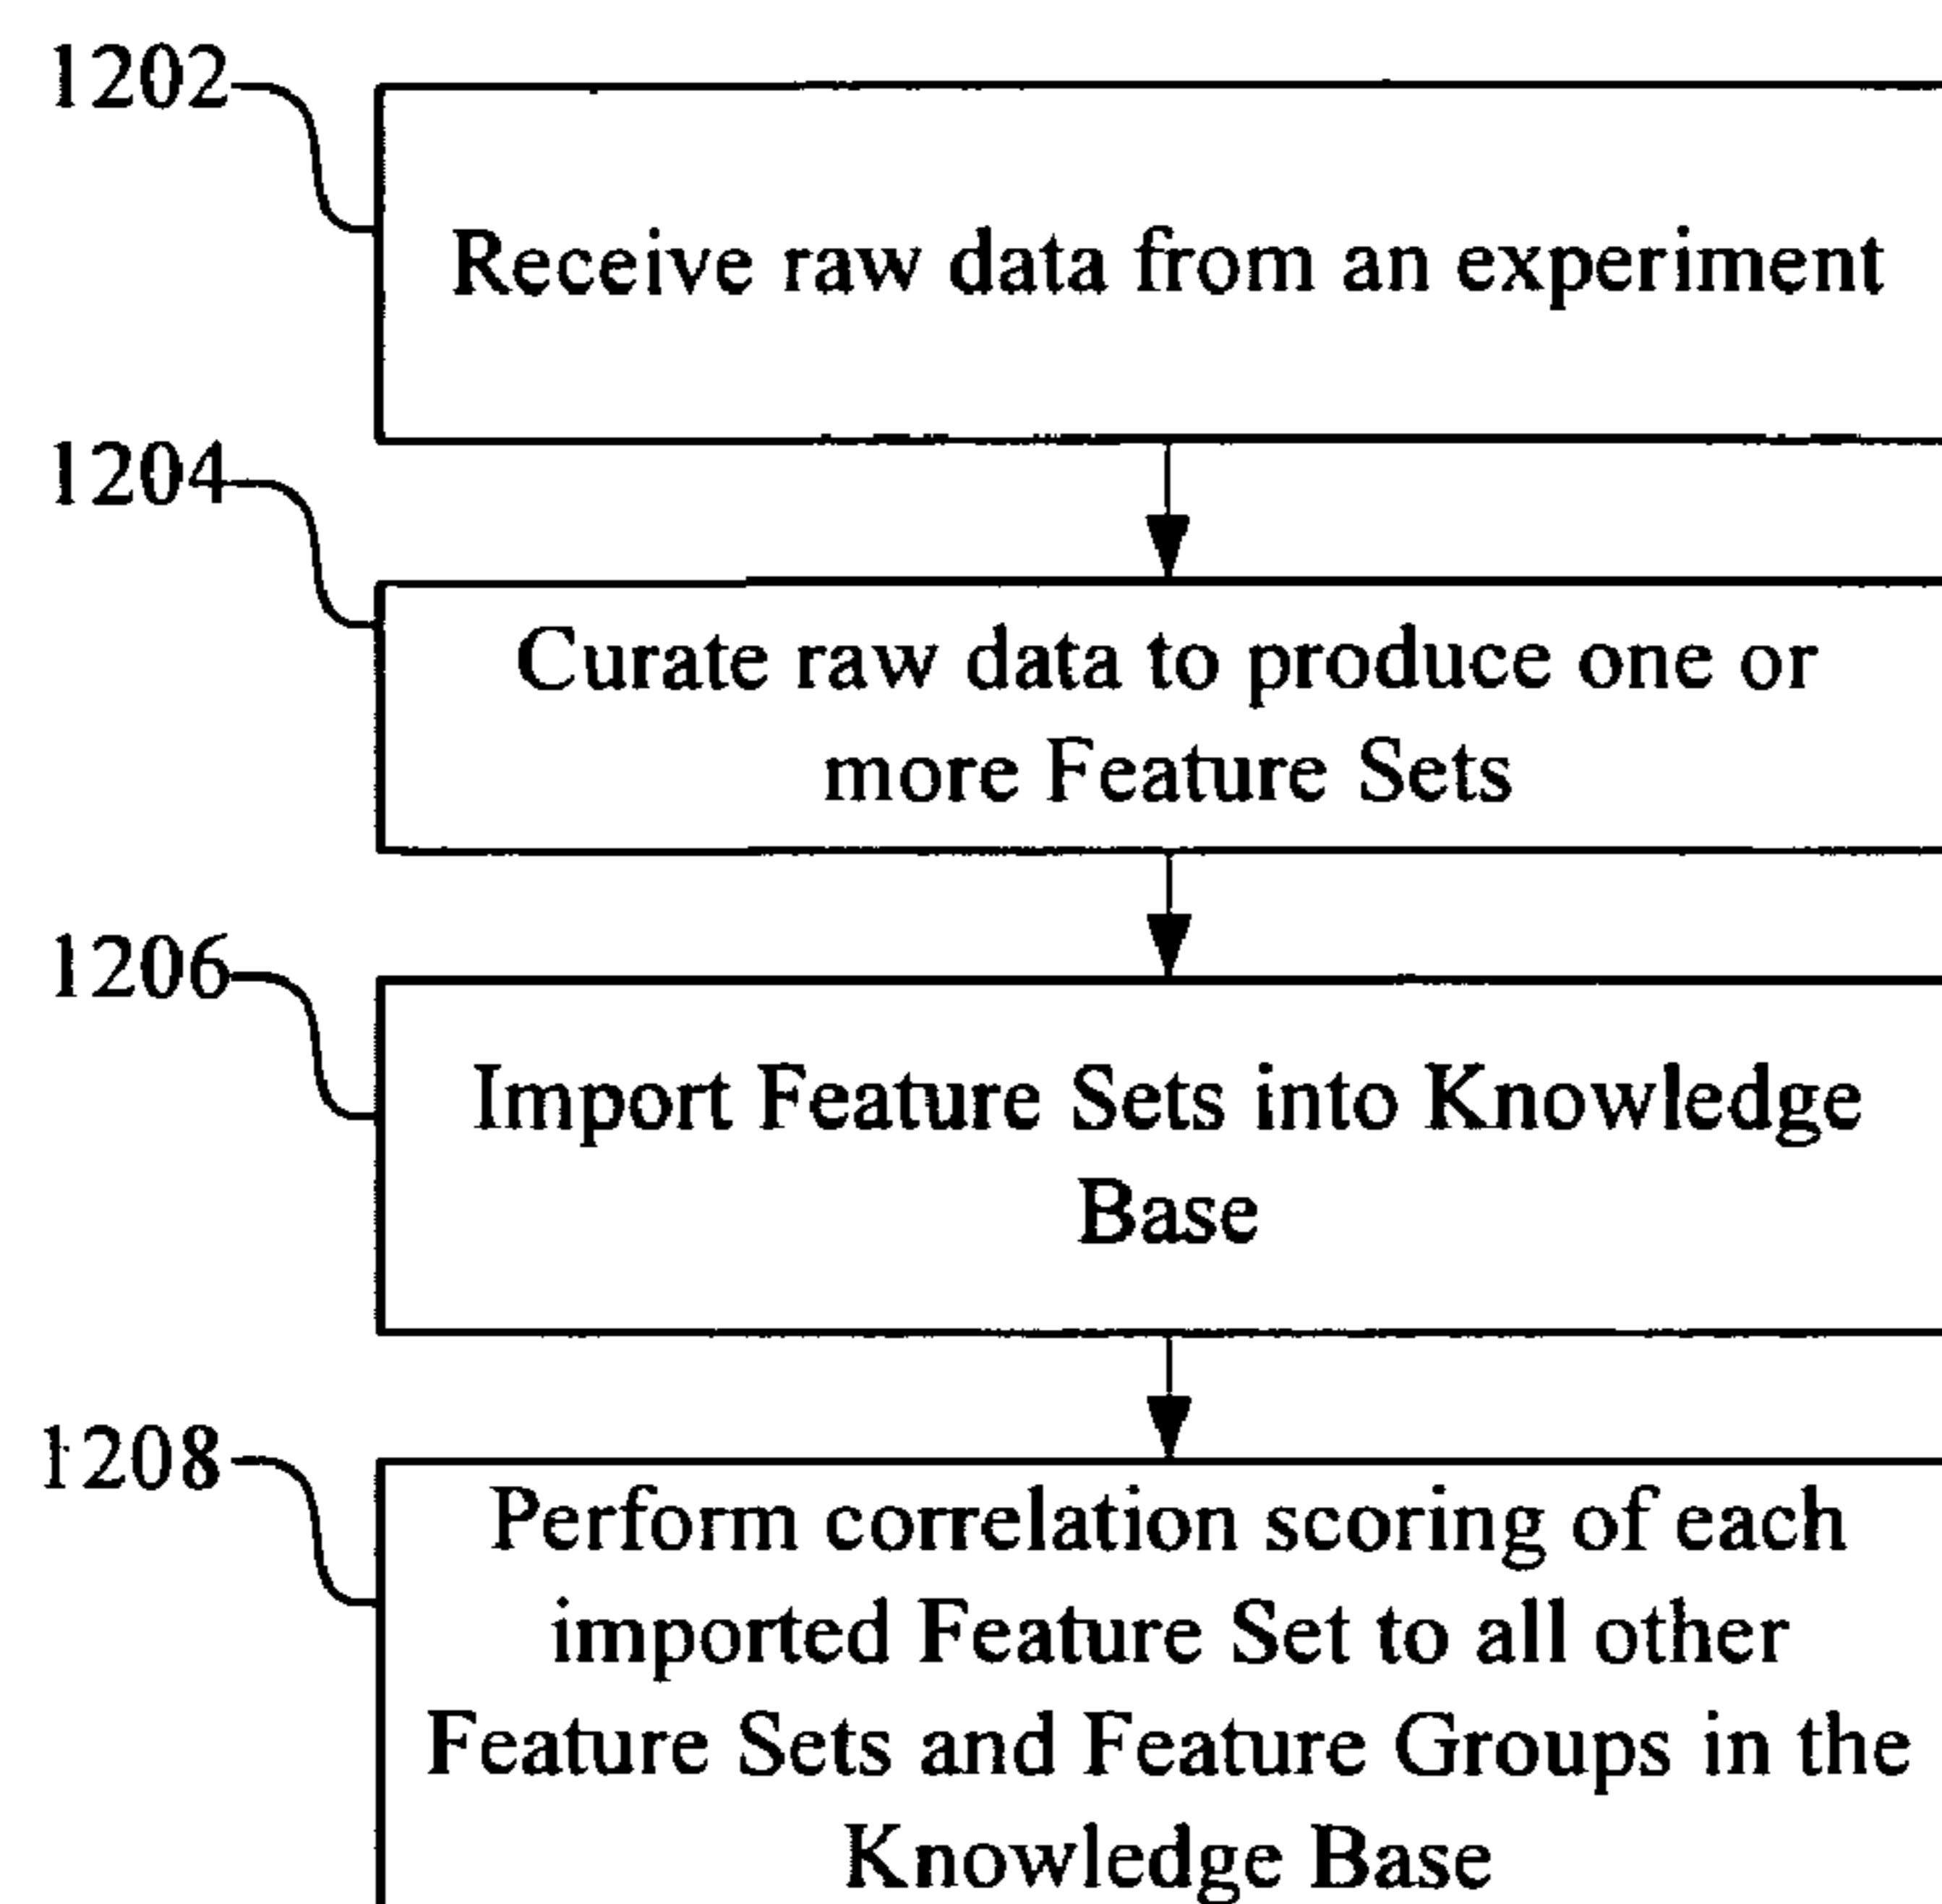 1202
Receive raw data from an experiment
1204
Curate raw data to produce one or
more Feature Sets
1206
Import Feature Sets into Knowledge
Base
1208
Perform correlation scoring of each
imported Feature Set to all other
Feature Sets and Feature Groups in the
Knowledge Base